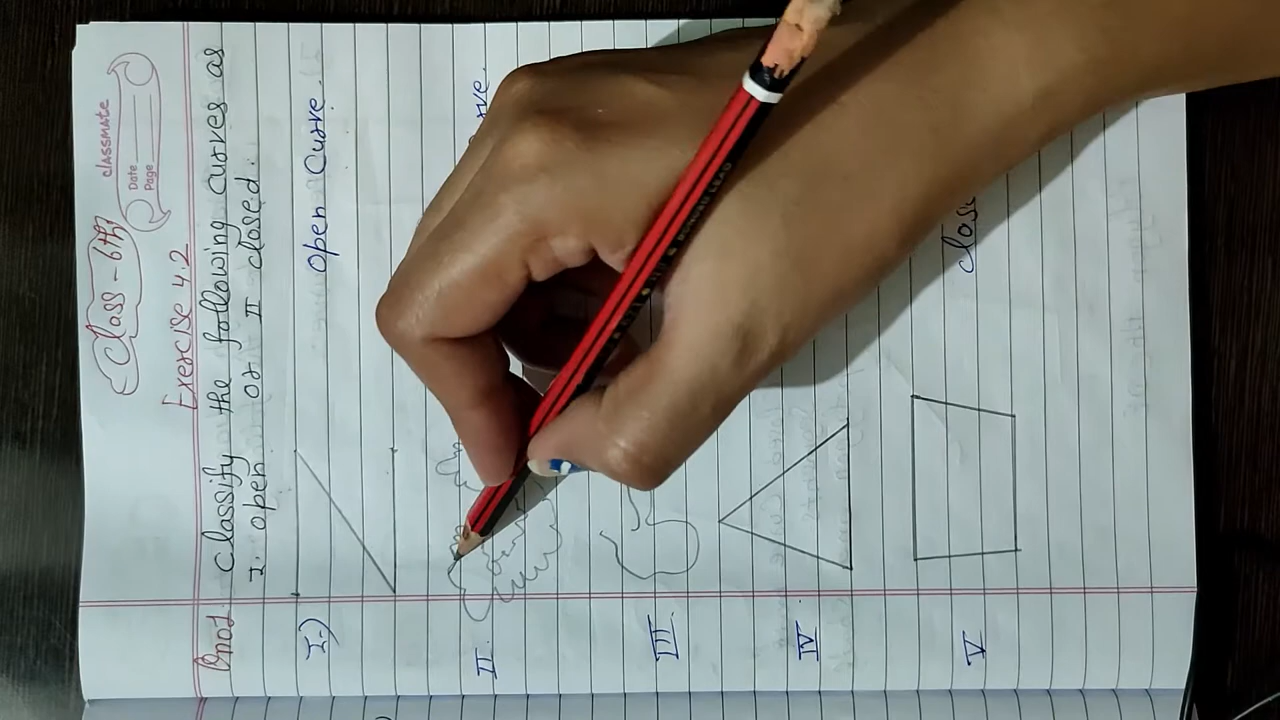 classmate
Date
Page
Class - 6th
Exercise 4.2
Qno1. Classify the following curves as
I. open or II closed.
I.) Open Curve.
II.
III.
IV.
V